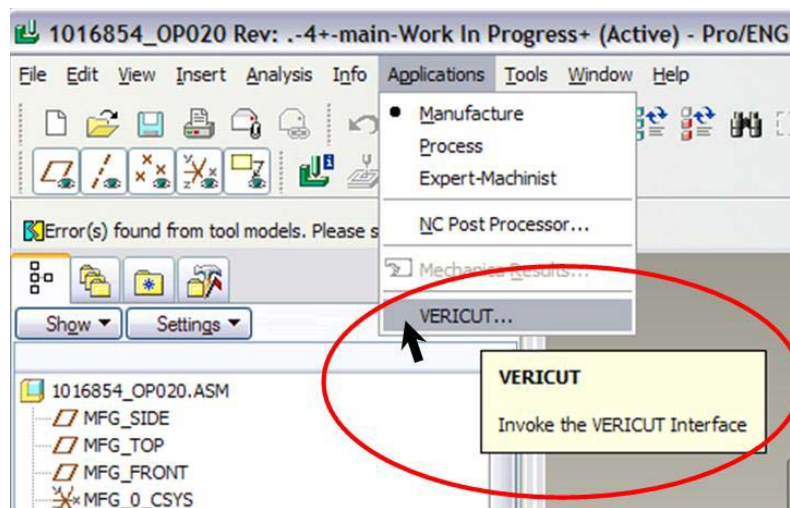 1016854_OP020 Rev: .-4+-main-Work In Progress+ (Active) - Pro/ENG
File Edit View Insert Analysis Info Applications Tools Window Help
Manufacture
Process
Expert-Machinist
NC Post Processor...
Error(s) found from tool models. Please s
Mechanica Results...
VERICUT...
Show Settings
VERICUT
Invoke the VERICUT Interface
1016854_OP020.ASM
MFG_SIDE
MFG_TOP
MFG_FRONT
MFG_0_CSYS